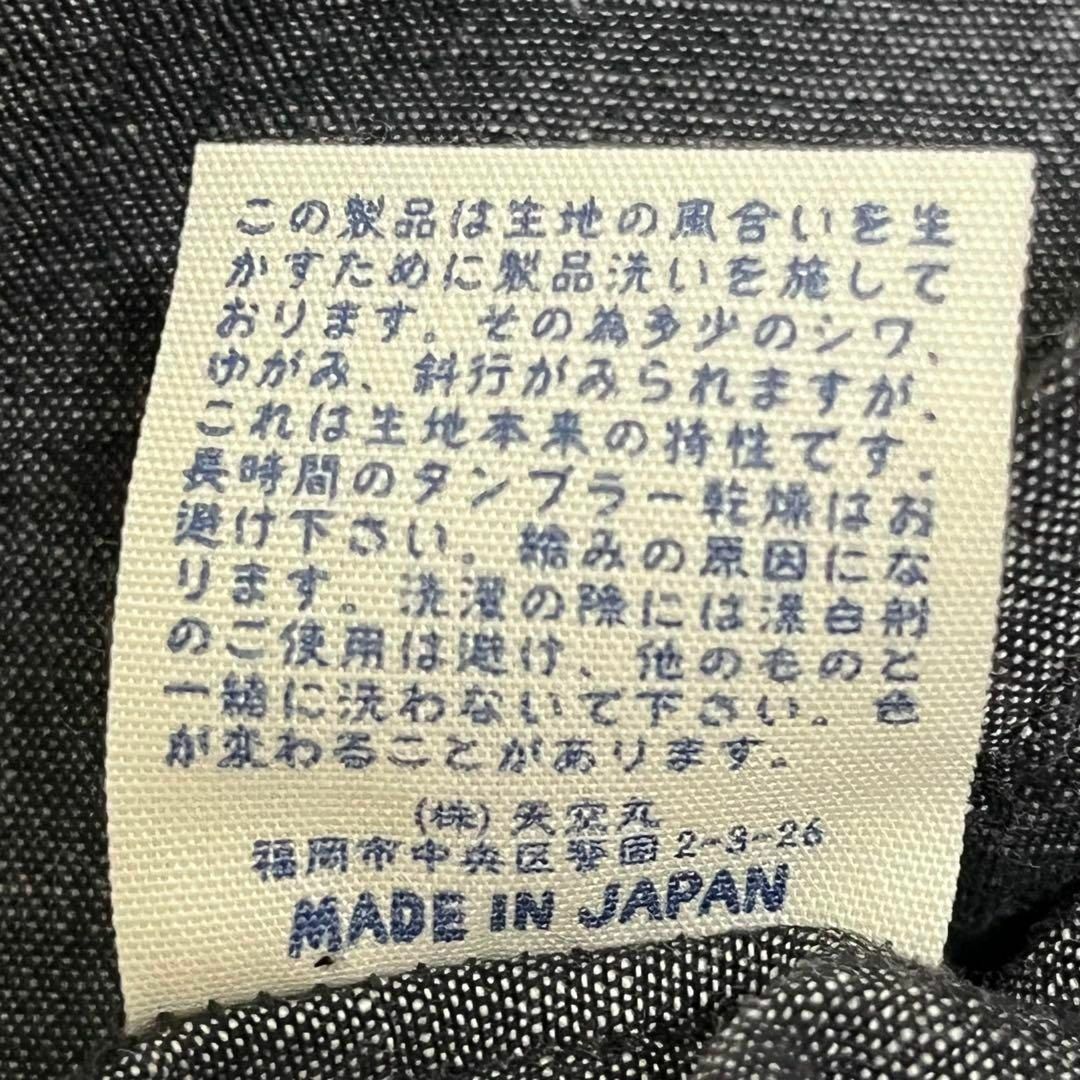 この製品は生地の風合いを生
かすために製品洗いを施して
おります。その為多少のシワ、
ゆがみ、斜行がみられますが、
これは生地本来の特性です。
長時間のタンブラー乾燥はお
避け下さい。縮みの原因にな
ります。洗濯の際には漂白剤
のご使用は避け、他のものと
一緒に洗わないで下さい。色
が変わることがあります。
(株)天空丸
福岡市中央区警固2-3-26
MADE IN JAPAN